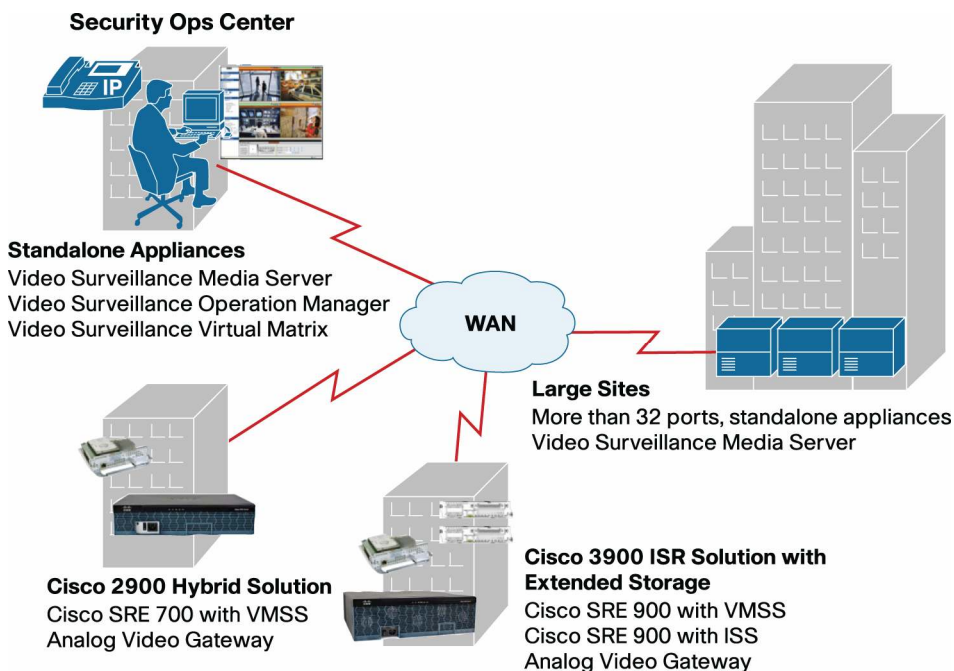 Security Ops Center
IP
Standalone Appliances
Video Surveillance Media Server
Video Surveillance Operation Manager
Video Surveillance Virtual Matrix
WAN
Large Sites
More than 32 ports, standalone appliances
Video Surveillance Media Server
Cisco 2900 Hybrid Solution
Cisco SRE 700 with VMSS
Analog Video Gateway
Cisco 3900 ISR Solution with
Extended Storage
Cisco SRE 900 with VMSS
Cisco SRE 900 with ISS
Analog Video Gateway